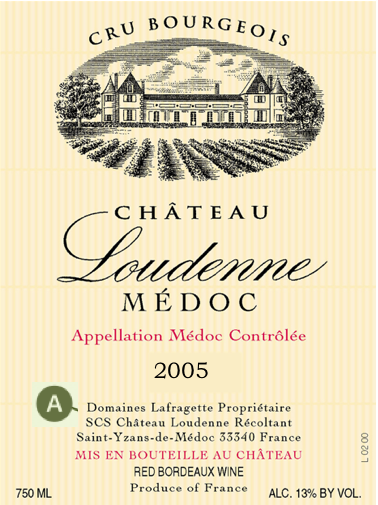 CRU BOURGEOIS
CHÂTEAU
Loudenne
MÉDOC
Appellation Médoc Contrôlée
2005
A
Domaines Lafragette Propriétaire
SCS Château Loudenne Récoltant
Saint-Yzans-de-Médoc 33340 France
MIS EN BOUTEILLE AU CHÂTEAU
RED BORDEAUX WINE
750 ML
Produce of France
ALC. 13% BY VOL.
L 02 00